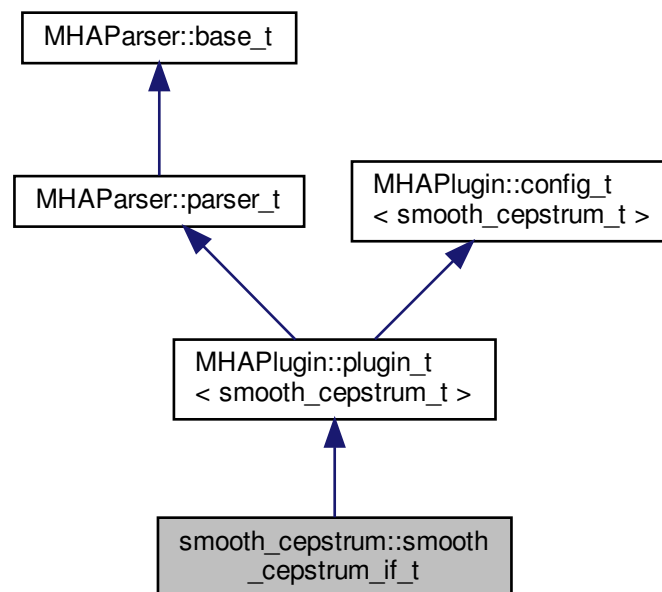 MHAParser::base_t
MHAParser::parser_t
MHAPlugin::config_t
< smooth_cepstrum_t >
MHAPlugin::plugin_t
< smooth_cepstrum_t >
smooth_cepstrum::smooth
_cepstrum_if_t